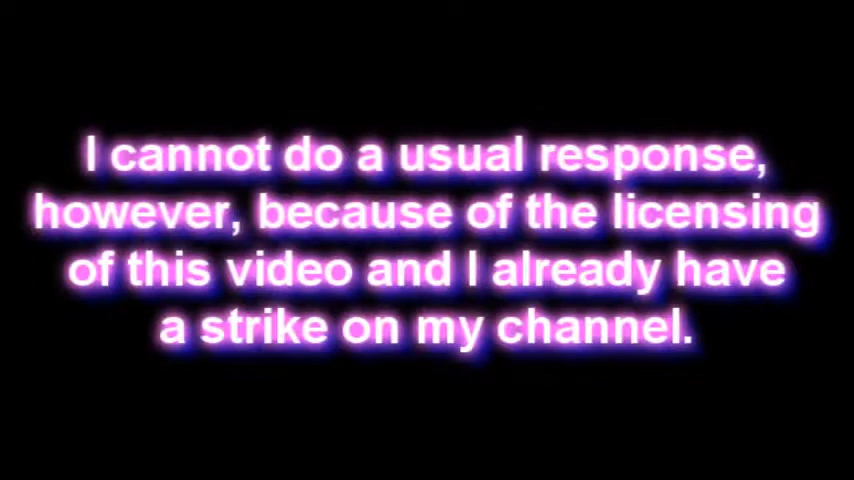 I cannot do a usual response,
however, because of the licensing
of this video and I already have
a strike on my channel.